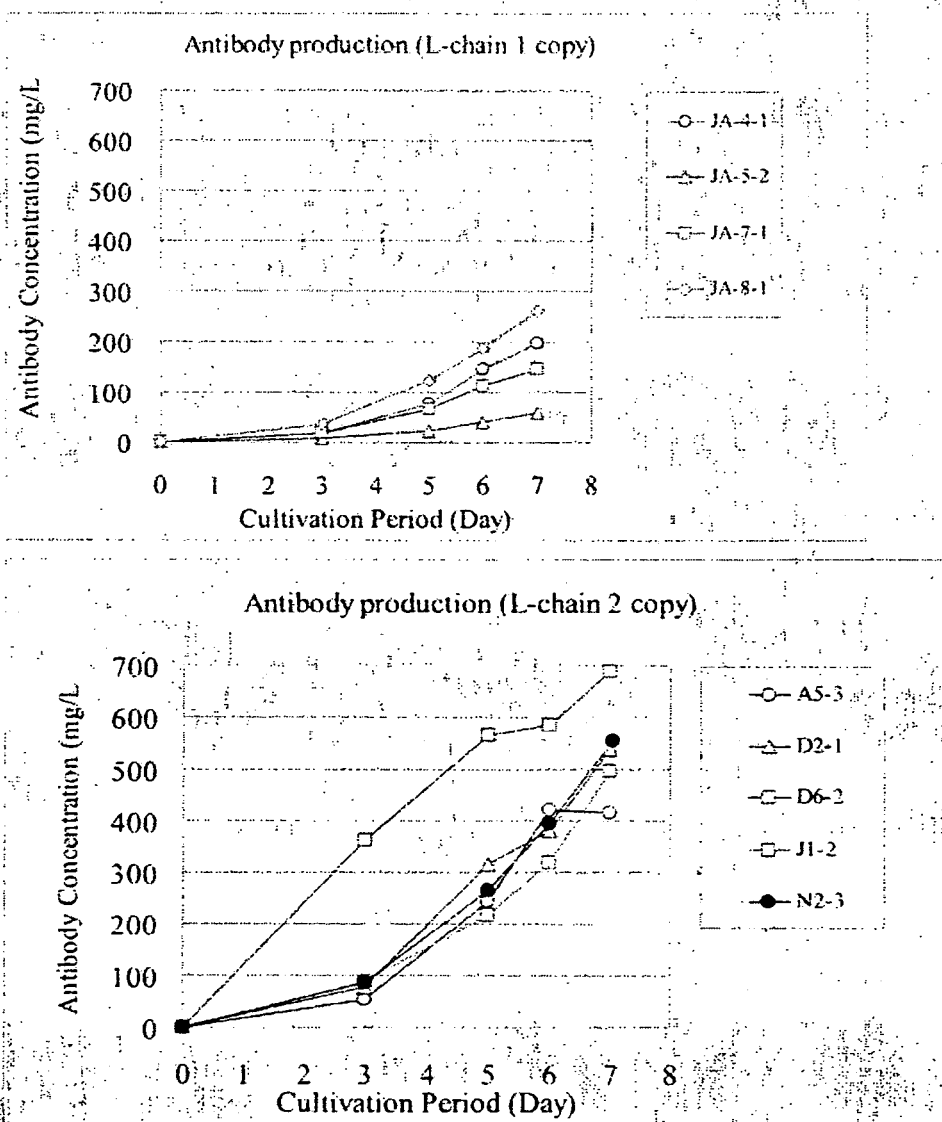 Antibody production (L-chain 1 copy)
Antibody Concentration (mg/L
700
600
500
400
300
200
100
0
0 1 2 3 4 5 6 7 8
Cultivation Period (Day)
JA-4-1
JA-5-2
JA-7-1
JA-8-1
Antibody production (L-chain 2 copy)
Antibody Concentration (mg/L
700
600
500
400
300
200
100
0
0 1 2 3 4 5 6 7 8
Cultivation Period (Day)
A5-3
D2-1
D6-2
J1-2
N2-3